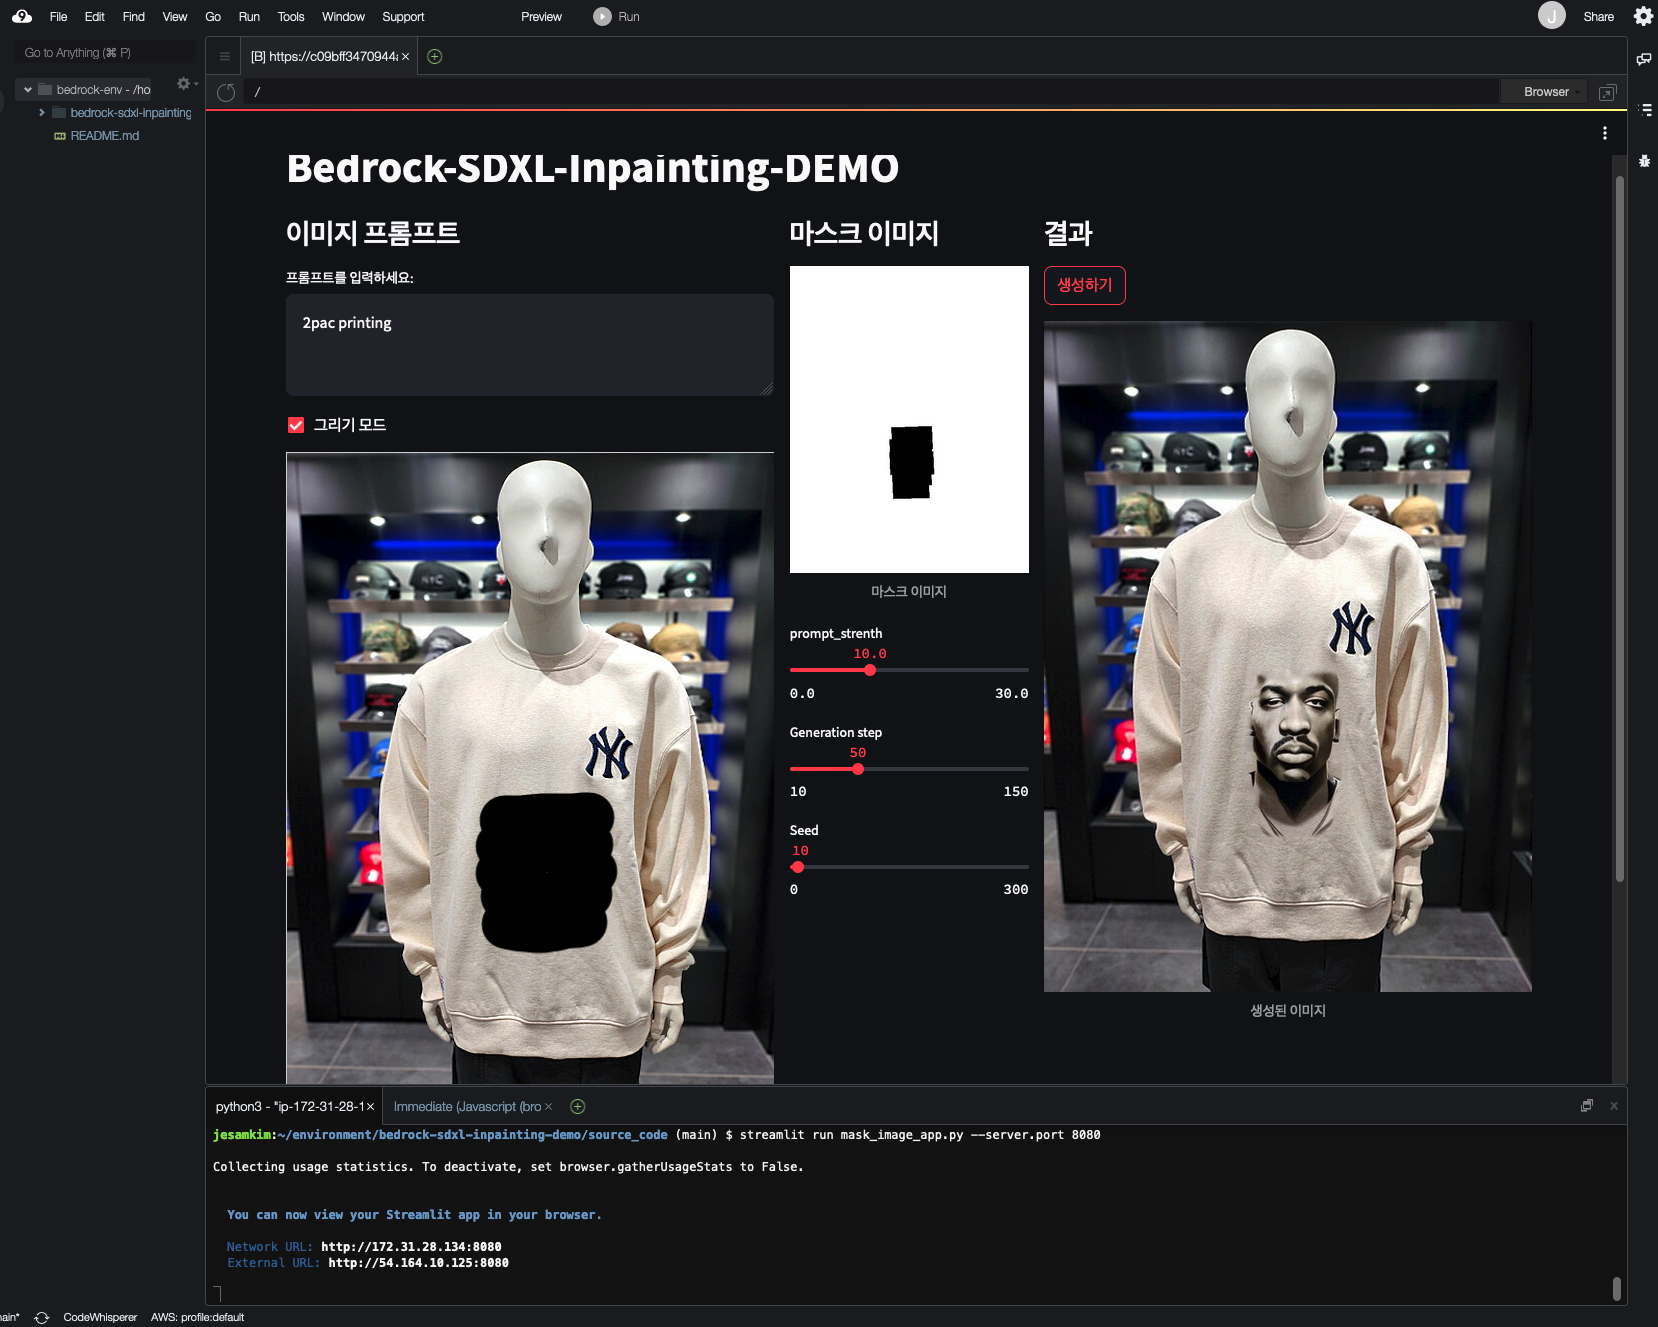 File Edit Find View Go Run Tools Window Support Preview Run J Share
Go to Anything (⌘ P)
bedrock-env - /ho
bedrock-sdxl-inpainting
README.md
[B] https://c09bff3470944
/
Browser
Bedrock-SDXL-Inpainting-DEMO
이미지 프롬프트
프롬프트를 입력하세요:
2pac printing
그리기 모드
NYC
NY
마스크 이미지
마스크 이미지
prompt_strenth
10.0
0.0 30.0
Generation step
50
10 150
Seed
10
0 300
결과
생성하기
NY
생성된 이미지
python3 - "ip-172-31-28-1 Immediate (Javascript (bro
jesamkim:~/environment/bedrock-sdxl-inpainting-demo/source_code (main) $ streamlit run mask_image_app.py --server.port 8080
Collecting usage statistics. To deactivate, set browser.gatherUsageStats to False.
You can now view your Streamlit app in your browser.
Network URL: http://172.31.28.134:8080
External URL: http://54.164.10.125:8080
ain* CodeWhisperer AWS: profile:default